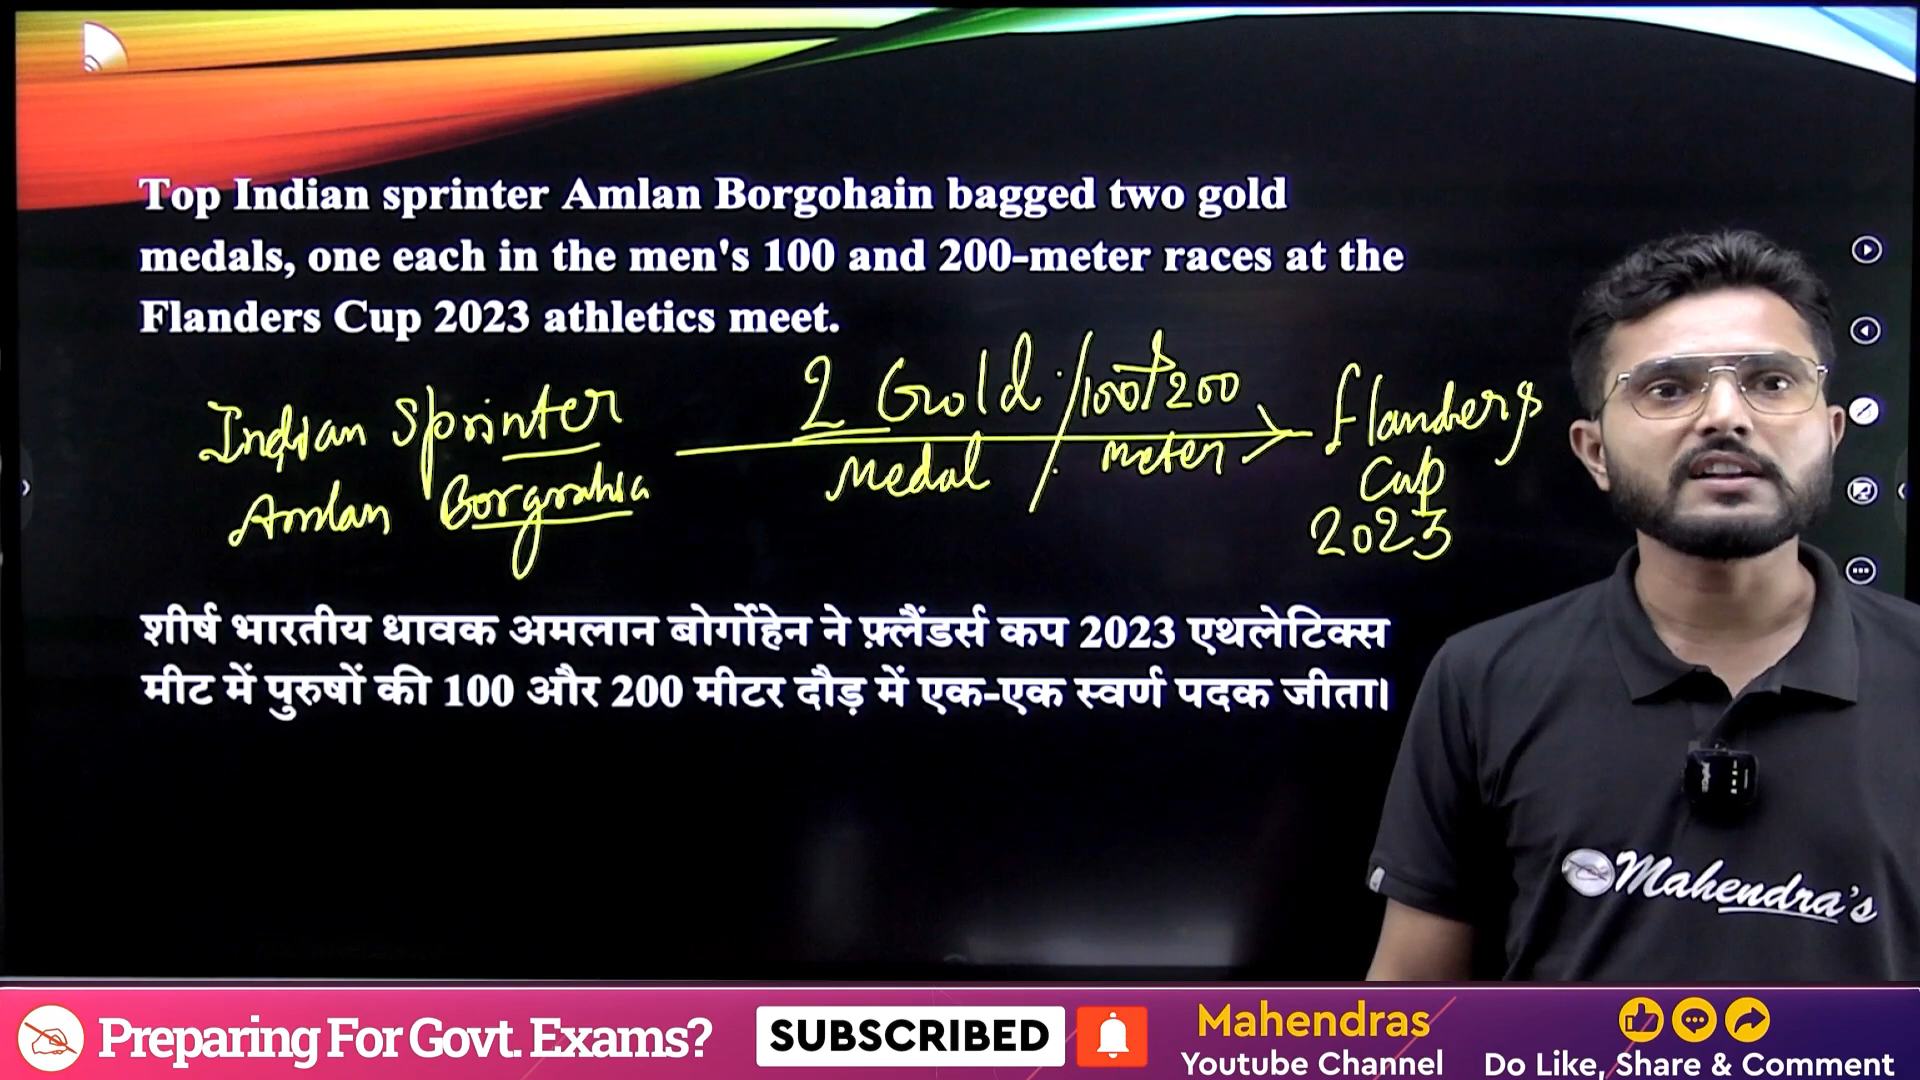 Top Indian sprinter Amlan Borgohain bagged two gold
medals, one each in the men's 100 and 200-meter races at the
Flanders Cup 2023 athletics meet.
Indian Sprinter
Amlan Borgohia
2 Gold / 100+200
Medal / meter
Flanders
Cup
2023
शीर्ष भारतीय धावक अमलान बोर्गोहेन ने फ़्लैंडर्स कप 2023 एथलेटिक्स
मीट में पुरुषों की 100 और 200 मीटर दौड़ में एक-एक स्वर्ण पदक जीता।
Mahendra's
Preparing For Govt. Exams?
SUBSCRIBED
Mahendras
Youtube Channel
Do Like, Share & Comment